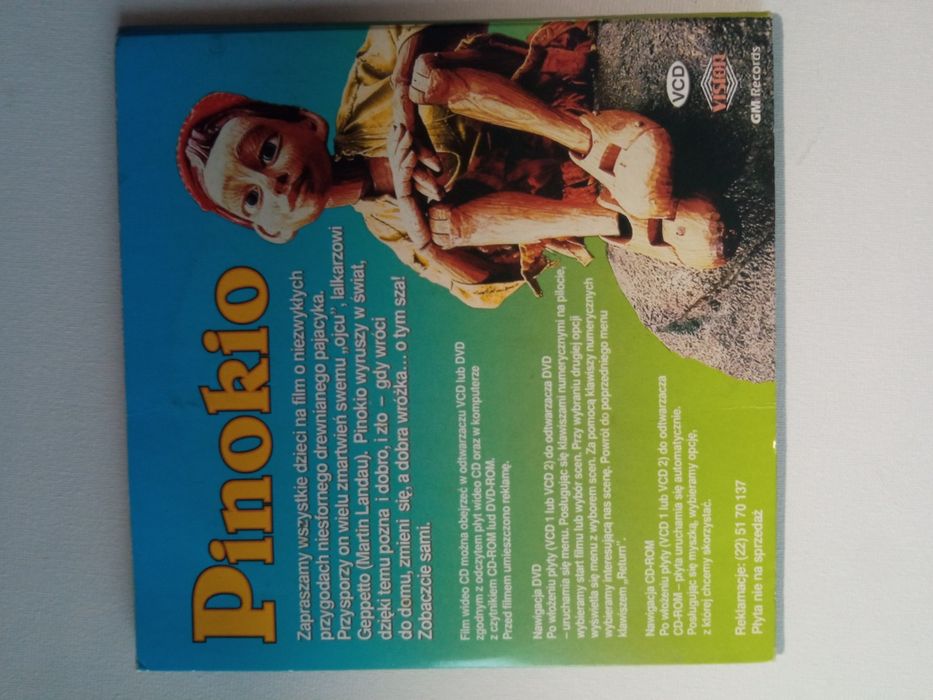 Pinokio
Zapraszamy wszystkie dzieci na film o niezwykłych
przygodach niesfornego drewnianego pajacyka.
Przysporzy on wielu zmartwień swemu „ojcu”, lalkarzowi
Geppetto (Martin Landau). Pinokio wyruszy w świat,
dzięki temu pozna i dobro, i zło – gdy wróci
do domu, zmieni się, a dobra wróżka... o tym sza!
Zobaczcie sami.
Film wideo CD można obejrzeć w odtwarzaczu VCD lub DVD
zgodnym z odczytem płyt wideo CD oraz w komputerze
z czytnikiem CD-ROM lud DVD-ROM.
Przed filmem umieszczono reklamę.
Nawigacja DVD
Po włożeniu płyty (VCD 1 lub VCD 2) do odtwarzacza DVD
– uruchamia się menu. Posługując się klawiszami numerycznymi na pilocie,
wybieramy start filmu lub wybór scen. Przy wybraniu drugiej opcji
wyświetla się menu z wyborem scen. Za pomocą klawiszy numerycznych
wybieramy interesującą nas scenę. Powrót do poprzedniego menu
klawiszem „Return”.
Nawigacja CD-ROM
Po włożeniu płyty (VCD 1 lub VCD 2) do odtwarzacza
CD-ROM – płyta uruchamia się automatycznie.
Posługując się myszką, wybieramy opcję,
z której chcemy skorzystać.
Reklamacje: (22) 51 70 137
Płyta nie na sprzedaż
VCD
VISION
GM Records